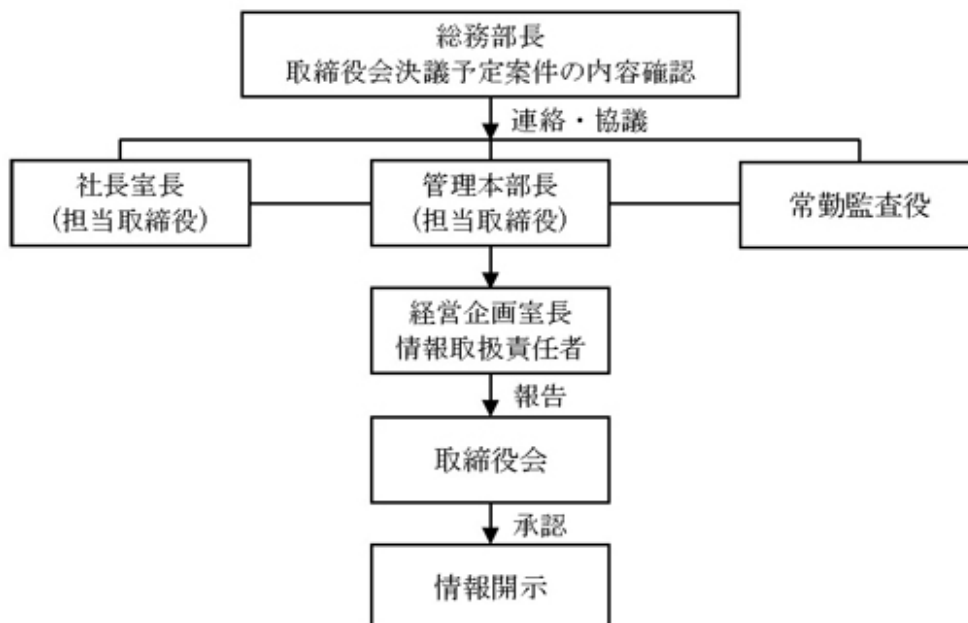 総務部長
取締役会決議予定案件の内容確認
連絡・協議
社長室長
(担当取締役)
管理本部長
(担当取締役)
常勤監査役
経営企画室長
情報取扱責任者
報告
取締役会
承認
情報開示